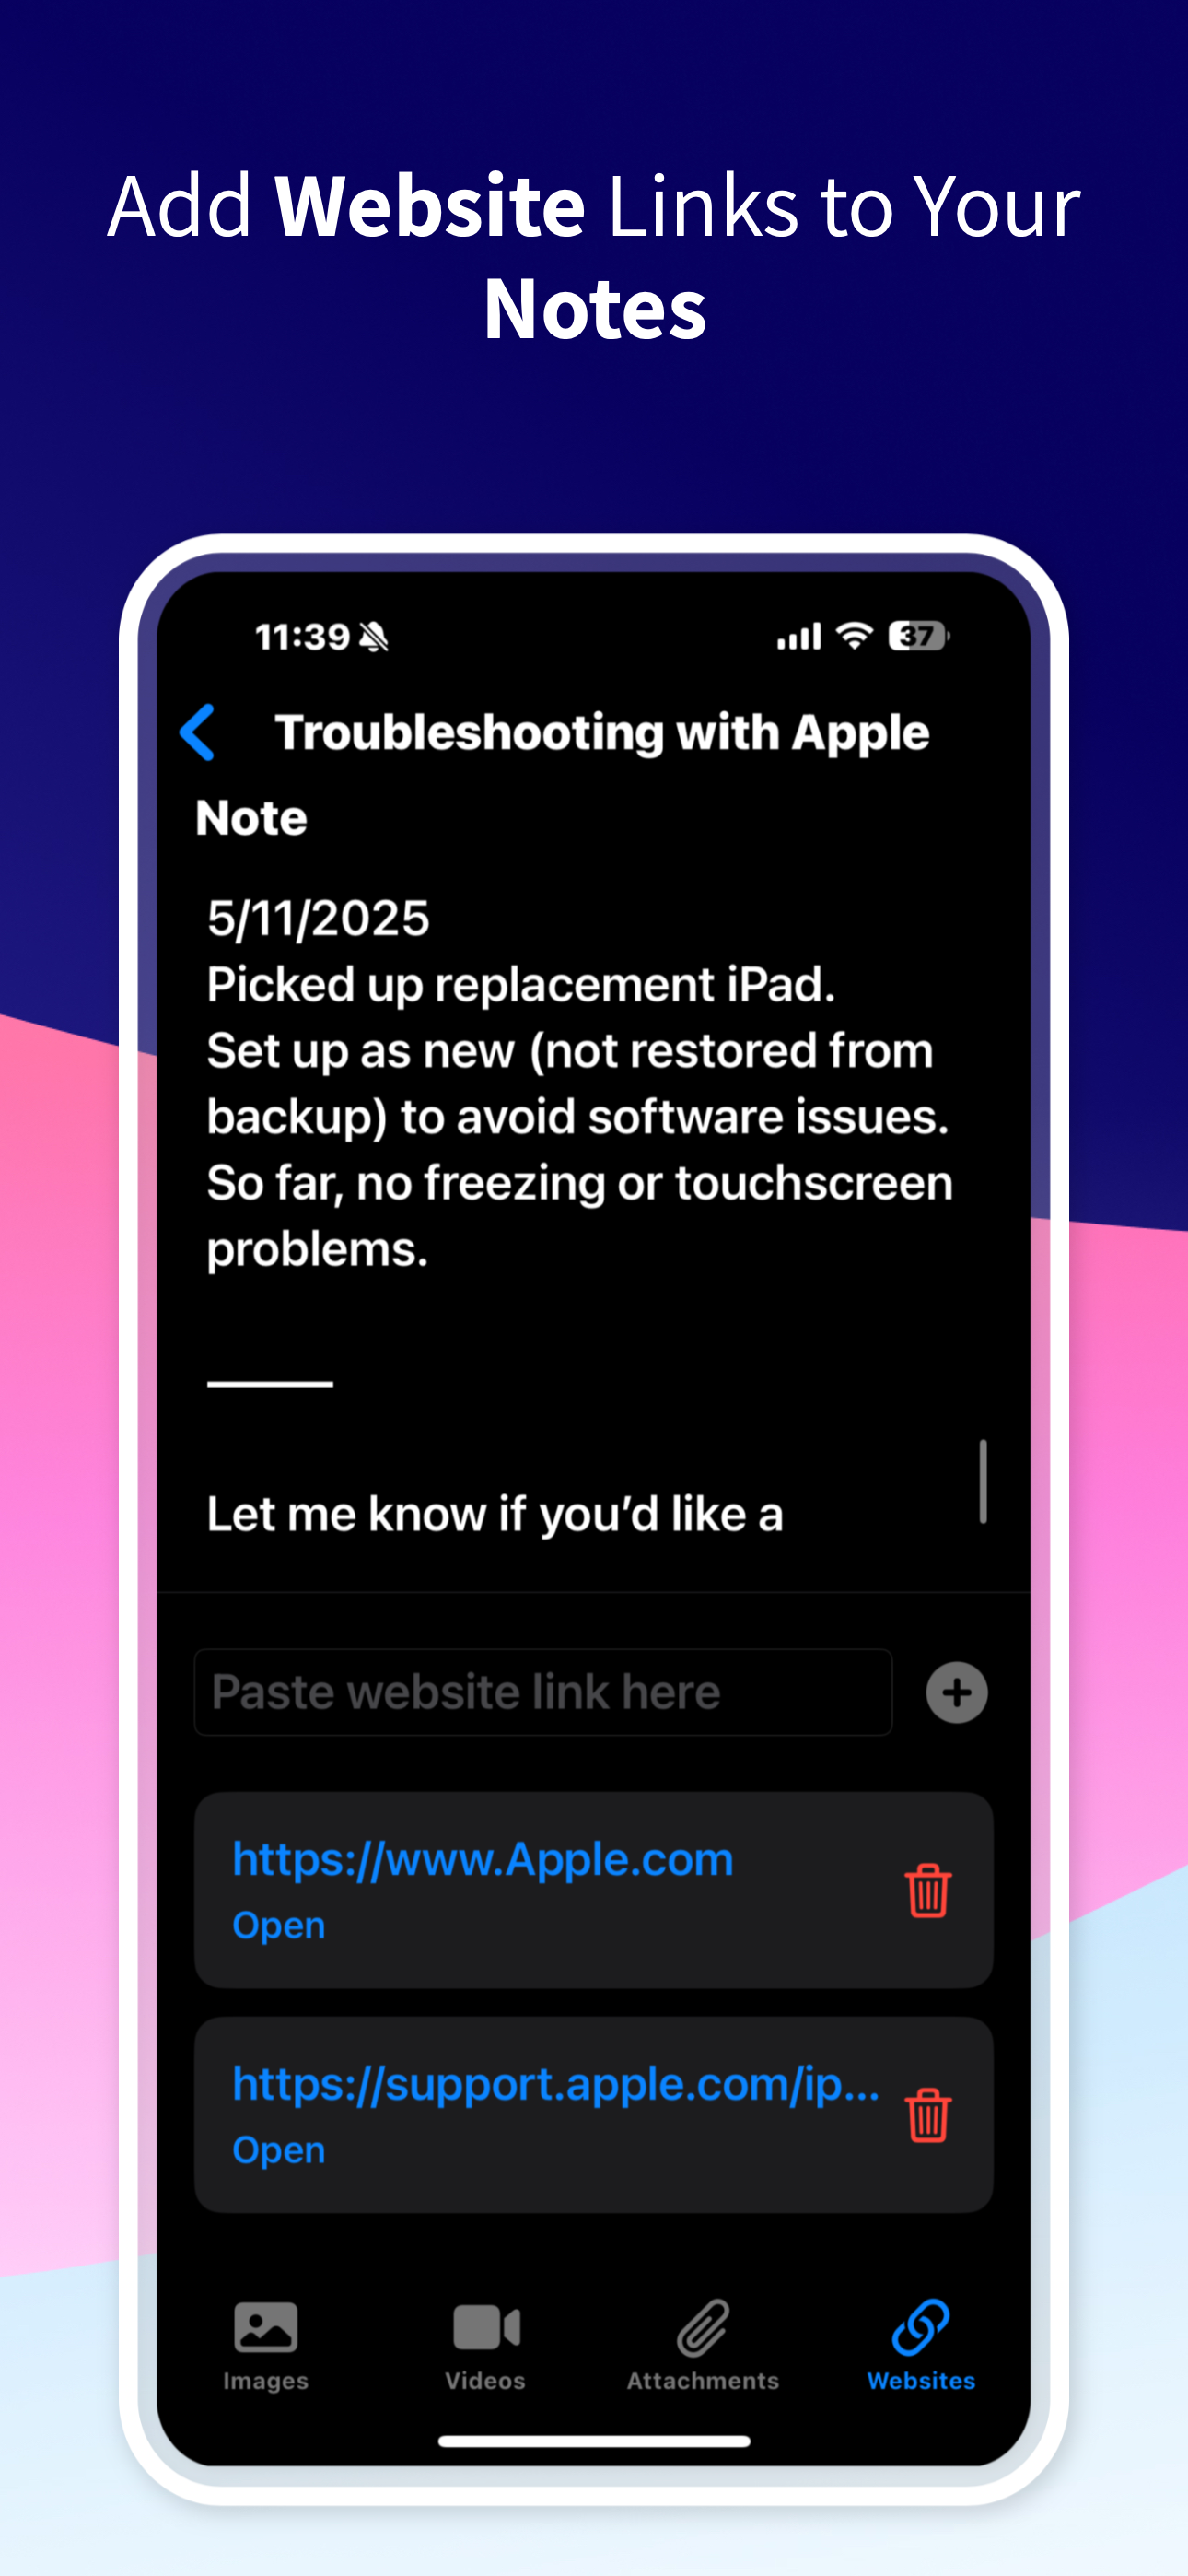 Add Website Links to Your
Notes
11:39
37
Troubleshooting with Apple
Note
5/11/2025
Picked up replacement iPad.
Set up as new (not restored from
backup) to avoid software issues.
So far, no freezing or touchscreen
problems.
Let me know if you’d like a
Paste website link here
https://www.Apple.com
Open
https://support.apple.com/ip...
Open
Images
Videos
Attachments
Websites